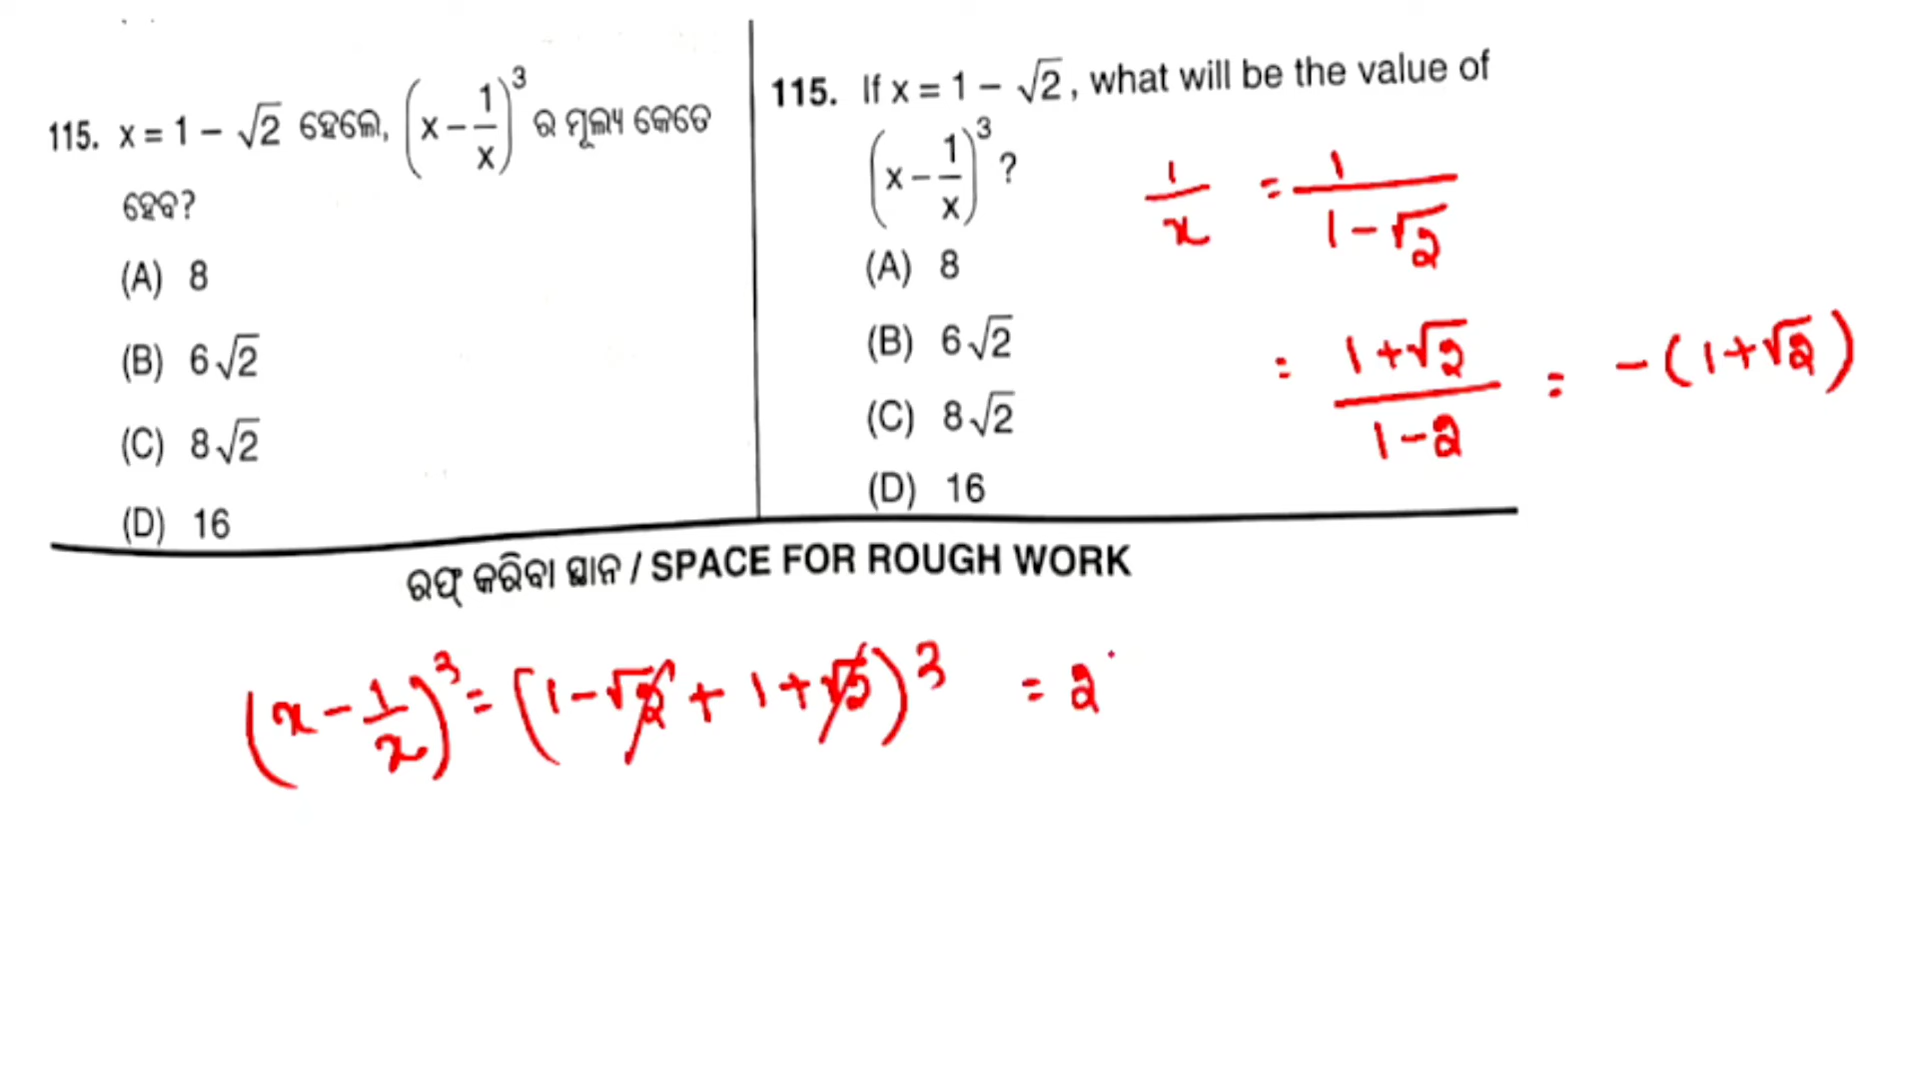 115. x = 1 – √2 ହେଲେ, (x – 1/x)³ ର ମୂଲ୍ୟ କେତେ
ହେବ?
(A) 8
(B) 6√2
(C) 8√2
(D) 16
115. If x = 1 – √2, what will be the value of
(x – 1/x)³ ?
(A) 8
(B) 6√2
(C) 8√2
(D) 16
1/x = 1/(1-√2)
= (1+√2)/(1-2) = -(1+√2)
ରଫ୍ କରିବା ସ୍ଥାନ / SPACE FOR ROUGH WORK
(x - 1/x)³ = (1-√2 + 1+√2)³ = 2